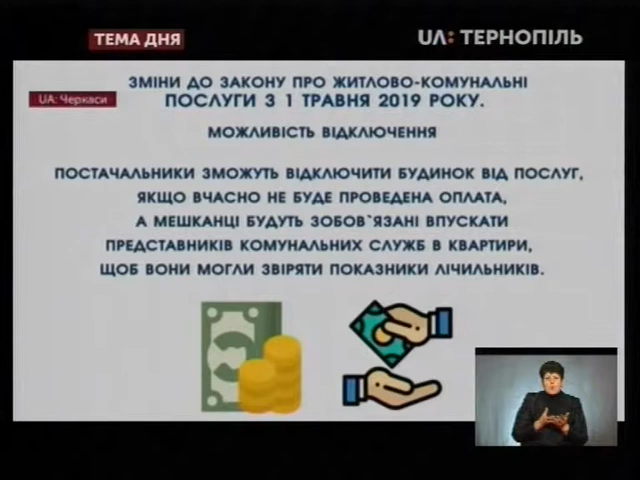 ТЕМА ДНЯ
UA: ТЕРНОПІЛЬ
ЗМІНИ ДО ЗАКОНУ ПРО ЖИТЛОВО-КОМУНАЛЬНІ
UA: Черкаси
ПОСЛУГИ З 1 ТРАВНЯ 2019 РОКУ.
МОЖЛИВІСТЬ ВІДКЛЮЧЕННЯ
ПОСТАЧАЛЬНИКИ ЗМОЖУТЬ ВІДКЛЮЧИТИ БУДИНОК ВІД ПОСЛУГ,
ЯКЩО ВЧАСНО НЕ БУДЕ ПРОВЕДЕНА ОПЛАТА,
А МЕШКАНЦІ БУДУТЬ ЗОБОВ`ЯЗАНІ ВПУСКАТИ
ПРЕДСТАВНИКІВ КОМУНАЛЬНИХ СЛУЖБ В КВАРТИРИ,
ЩОБ ВОНИ МОГЛИ ЗВІРЯТИ ПОКАЗНИКИ ЛІЧИЛЬНИКІВ.